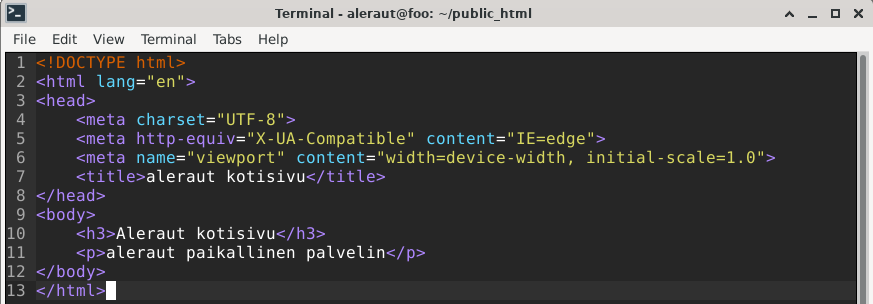 Terminal - aleraut@foo: ~/public_html
File Edit View Terminal Tabs Help
1 <!DOCTYPE html>
2 <html lang="en">
3 <head>
4     <meta charset="UTF-8">
5     <meta http-equiv="X-UA-Compatible" content="IE=edge">
6     <meta name="viewport" content="width=device-width, initial-scale=1.0">
7     <title>aleraut kotisivu</title>
8 </head>
9 <body>
10     <h3>Aleraut kotisivu</h3>
11     <p>aleraut paikallinen palvelin</p>
12 </body>
13 </html>